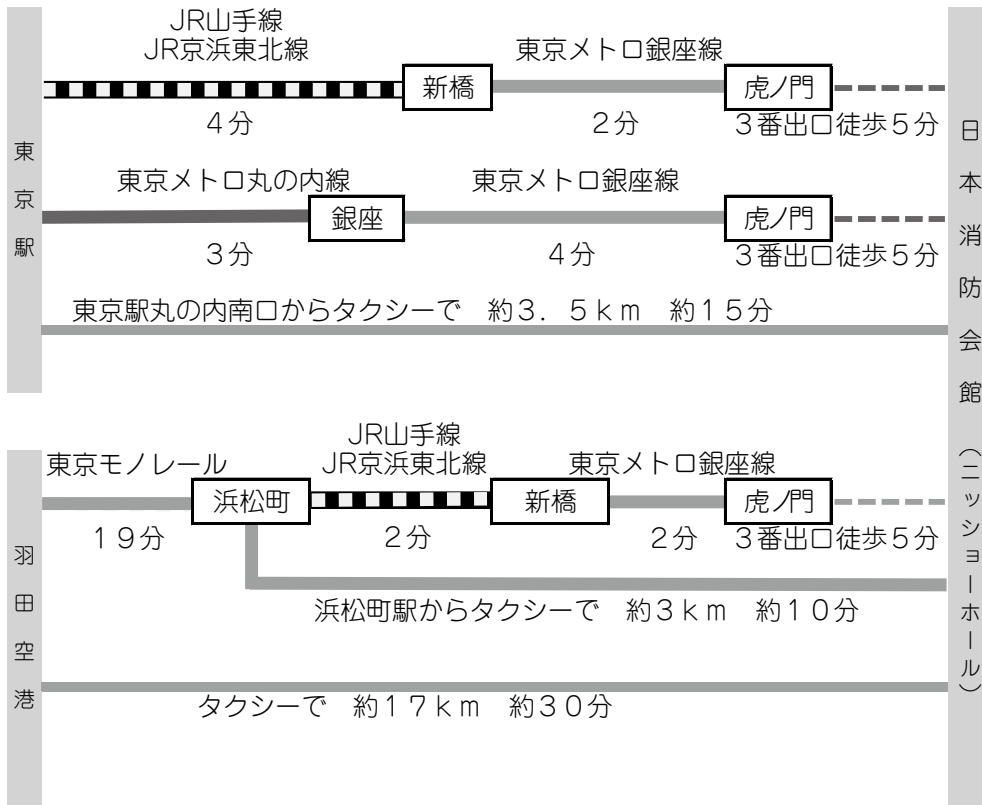 東京駅
JR山手線
JR京浜東北線
東京メトロ銀座線
新橋
虎ノ門
4分
2分
3番出口徒歩5分
東京メトロ丸の内線
東京メトロ銀座線
銀座
虎ノ門
3分
4分
3番出口徒歩5分
東京駅丸の内南口からタクシーで　約3．5km　約15分
日本消防会館（ニッショーホール）
羽田空港
JR山手線
東京モノレール
JR京浜東北線
東京メトロ銀座線
浜松町
新橋
虎ノ門
19分
2分
2分
3番出口徒歩5分
浜松町駅からタクシーで　約3km　約10分
タクシーで　約17km　約30分